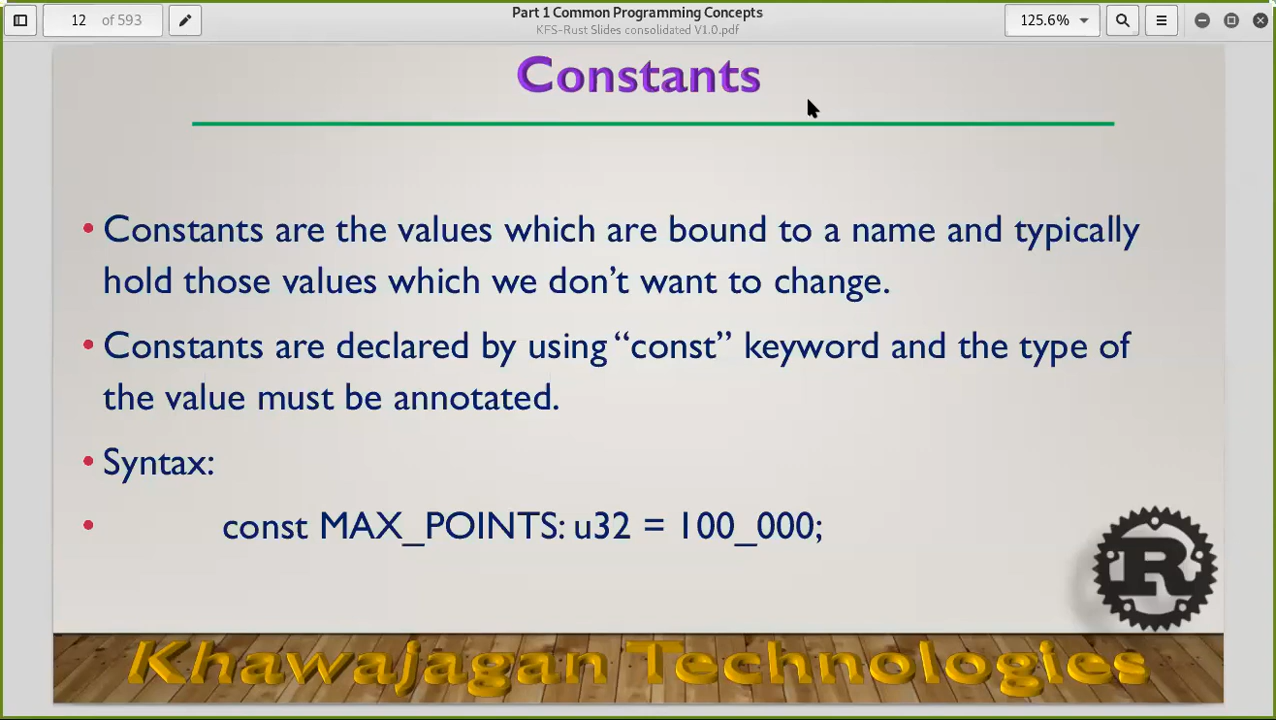 12 of 593
Part 1 Common Programming Concepts
KFS-Rust Slides consolidated V1.0.pdf
125.6%
Constants
• Constants are the values which are bound to a name and typically
hold those values which we don’t want to change.
• Constants are declared by using “const” keyword and the type of
the value must be annotated.
• Syntax:
• const MAX_POINTS: u32 = 100_000;
R
Khawajagan Technologies